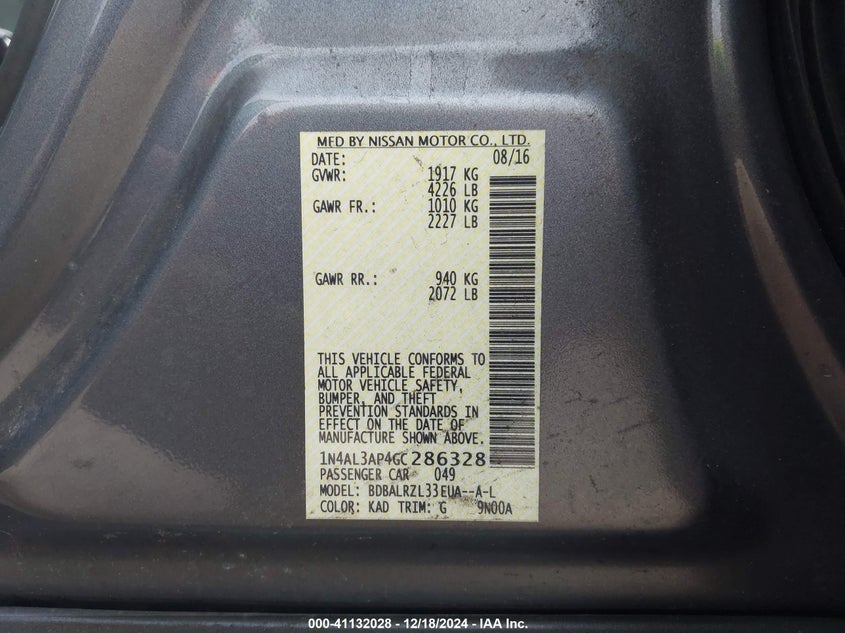 MFD BY NISSAN MOTOR CO., LTD.
DATE: 08/16
GVWR: 1917 KG
4226 LB
GAWR FR.: 1010 KG
2227 LB
GAWR RR.: 940 KG
2072 LB
THIS VEHICLE CONFORMS TO
ALL APPLICABLE FEDERAL
MOTOR VEHICLE SAFETY,
BUMPER, AND THEFT
PREVENTION STANDARDS IN
EFFECT ON THE DATE OF
MANUFACTURE SHOWN ABOVE.
1N4AL3AP4GC286328
PASSENGER CAR 049
MODEL: BDBALRZL33EUA--A-L
COLOR: KAD TRIM: G 9N00A
000-41132028 - 12/18/2024 - IAA Inc.